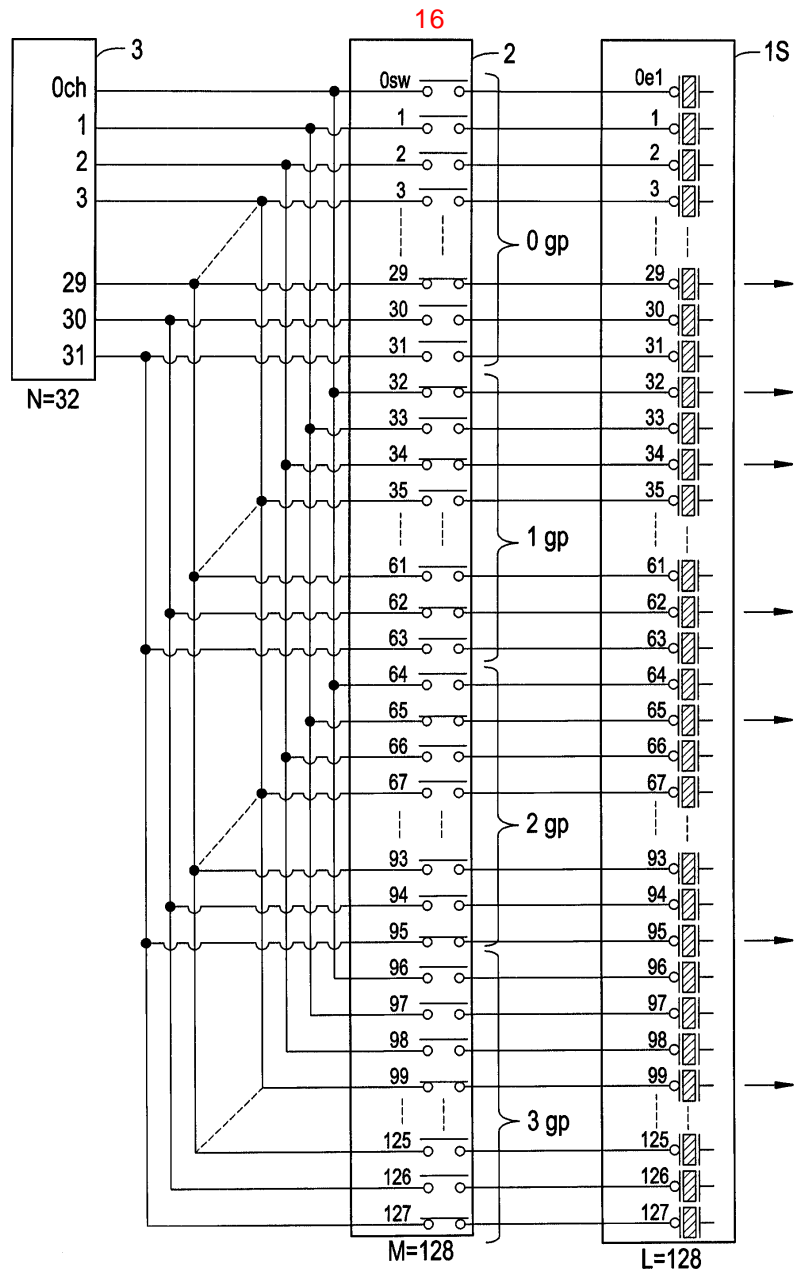 16
3 2 1S
0ch 0sw 0e1
1 1 1
2 2 2
3 3 3
0 gp
29 29 29
30 30 30
31 31 31
N=32 32 32
33 33
34 34
35 35
1 gp
61 61
62 62
63 63
64 64
65 65
66 66
67 67
2 gp
93 93
94 94
95 95
96 96
97 97
98 98
99 99
3 gp
125 125
126 126
127 127
M=128 L=128